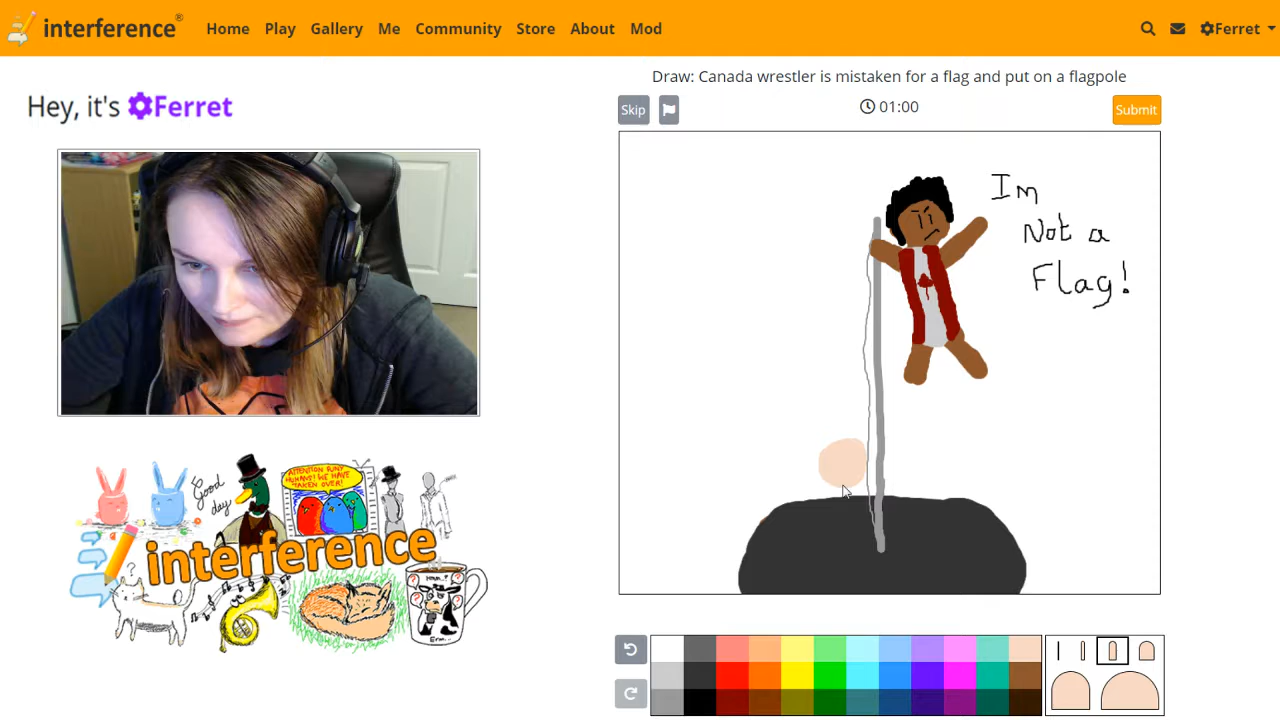 interference®
Home Play Gallery Me Community Store About Mod
Ferret
Draw: Canada wrestler is mistaken for a flag and put on a flagpole
Hey, it's Ferret
Skip
01:00
Submit
Im
Not a
Flag!
Good
day
ATTENTION PUNY
HUMANS! WE HAVE
TAKEN OVER!
interference
Erm...